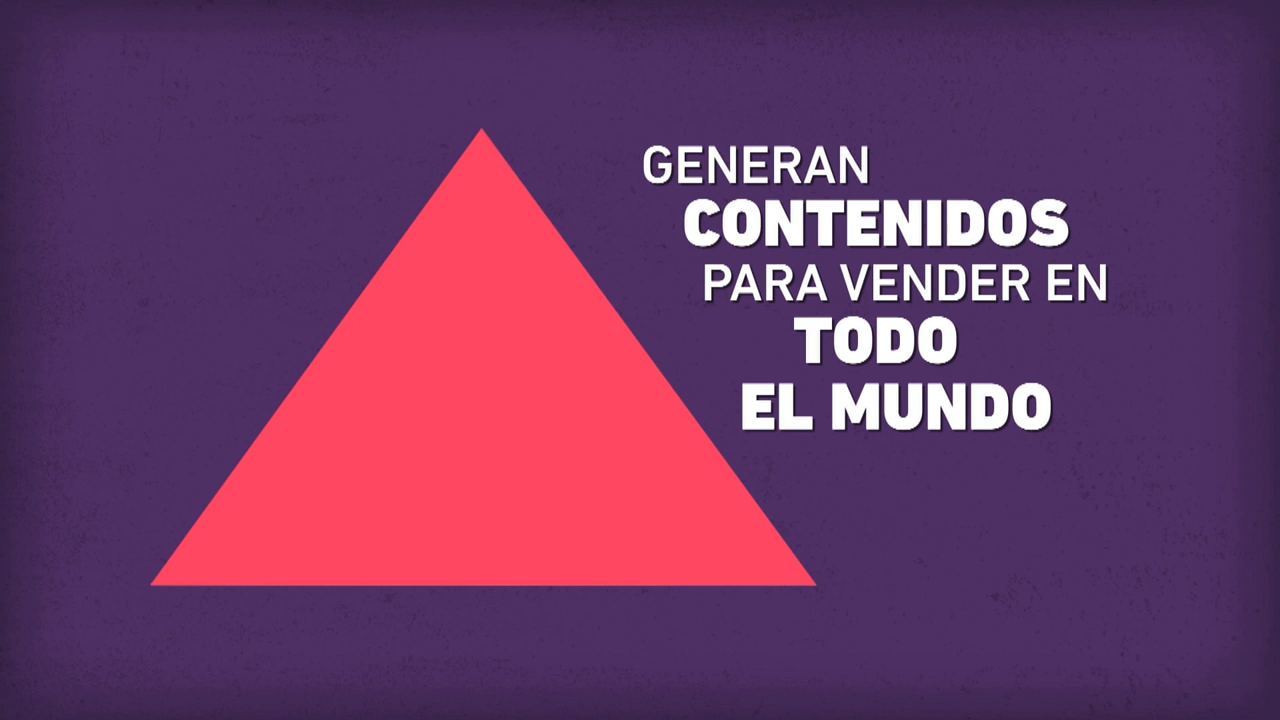 GENERAN
CONTENIDOS
PARA VENDER EN
TODO
EL MUNDO